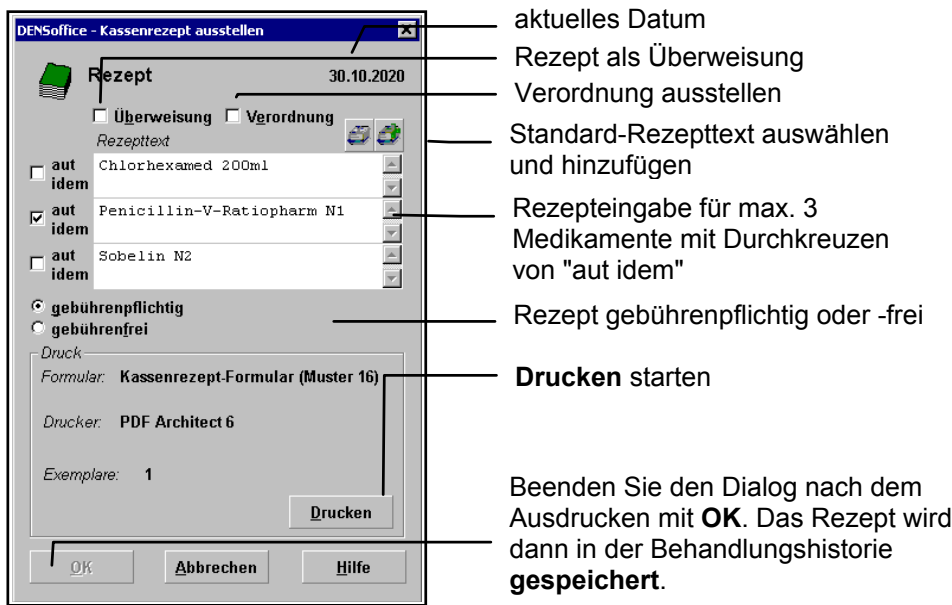 DENSoffice - Kassenrezept ausstellen
Rezept
30.10.2020
Überweisung
Verordnung
Rezepttext
aut
idem
Chlorhexamed 200ml
aut
idem
Penicillin-V-Ratiopharm N1
aut
idem
Sobelin N2
gebührenpflichtig
gebührenfrei
Druck
Formular: Kassenrezept-Formular (Muster 16)
Drucker: PDF Architect 6
Exemplare: 1
Drucken
OK
Abbrechen
Hilfe
aktuelles Datum
Rezept als Überweisung
Verordnung ausstellen
Standard-Rezepttext auswählen
und hinzufügen
Rezepteingabe für max. 3
Medikamente mit Durchkreuzen
von "aut idem"
Rezept gebührenpflichtig oder -frei
Drucken starten
Beenden Sie den Dialog nach dem
Ausdrucken mit OK. Das Rezept wird
dann in der Behandlungshistorie
gespeichert.